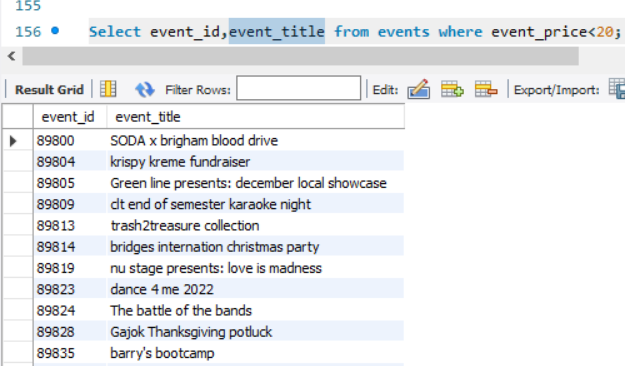 155
156 Select event_id,event_title from events where event_price<20;
Result Grid Filter Rows: Edit: Export/Import:
event_id event_title
89800 SODA x brigham blood drive
89804 krispy kreme fundraiser
89805 Green line presents: december local showcase
89809 clt end of semester karaoke night
89813 trash2treasure collection
89814 bridges internation christmas party
89819 nu stage presents: love is madness
89823 dance 4 me 2022
89824 The battle of the bands
89828 Gajok Thanksgiving potluck
89835 barry's bootcamp